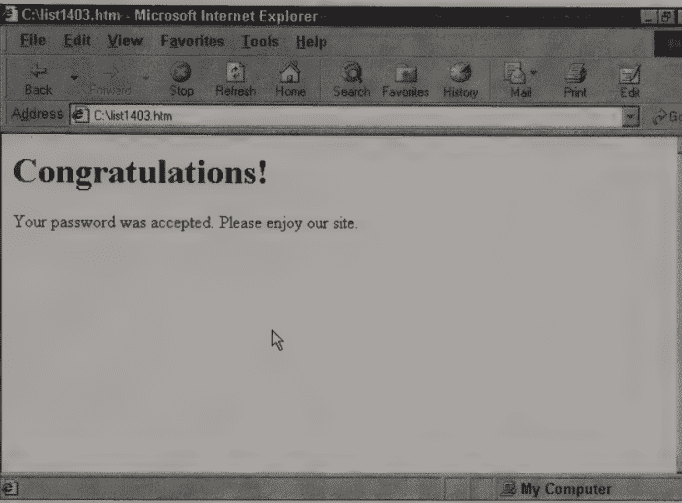 C:\list1403.htm - Microsoft Internet Explorer
File Edit View Favorites Tools Help
Back Forward Stop Refresh Home Search Favorites History Mail Print Edit
Address C:\list1403.htm Go
Congratulations!
Your password was accepted. Please enjoy our site.
My Computer